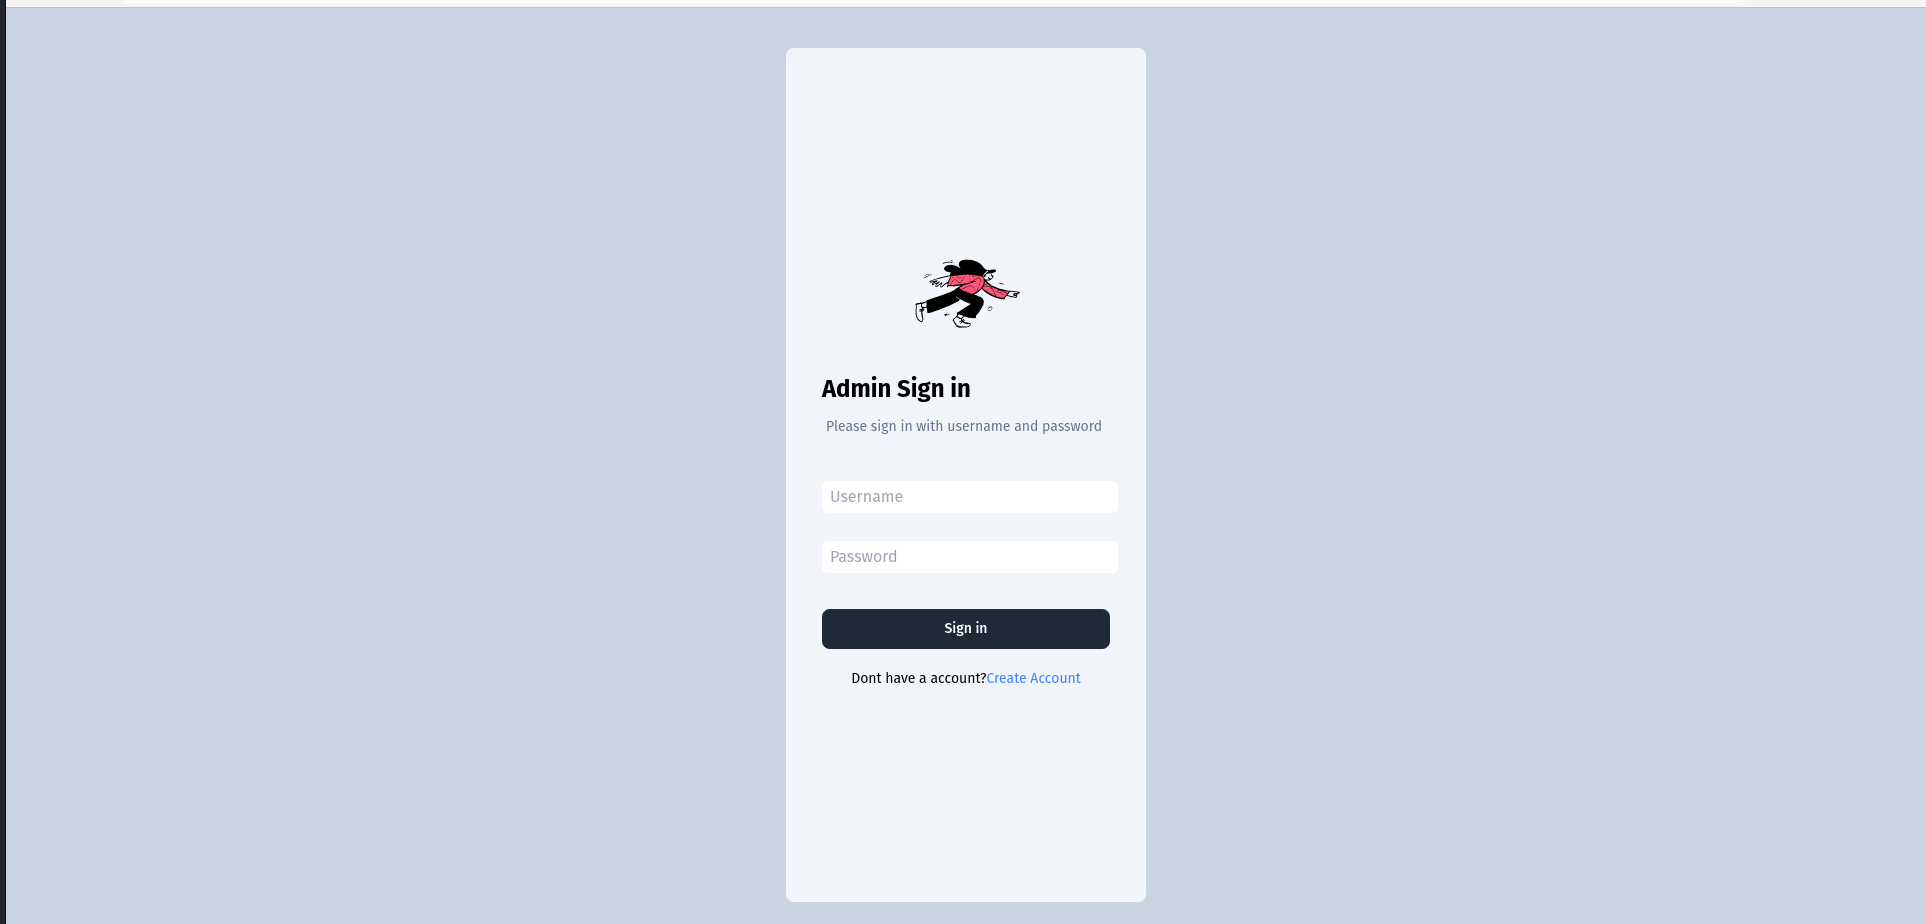 Admin Sign in
Please sign in with username and password
Username
Password
Sign in
Dont have a account?Create Account